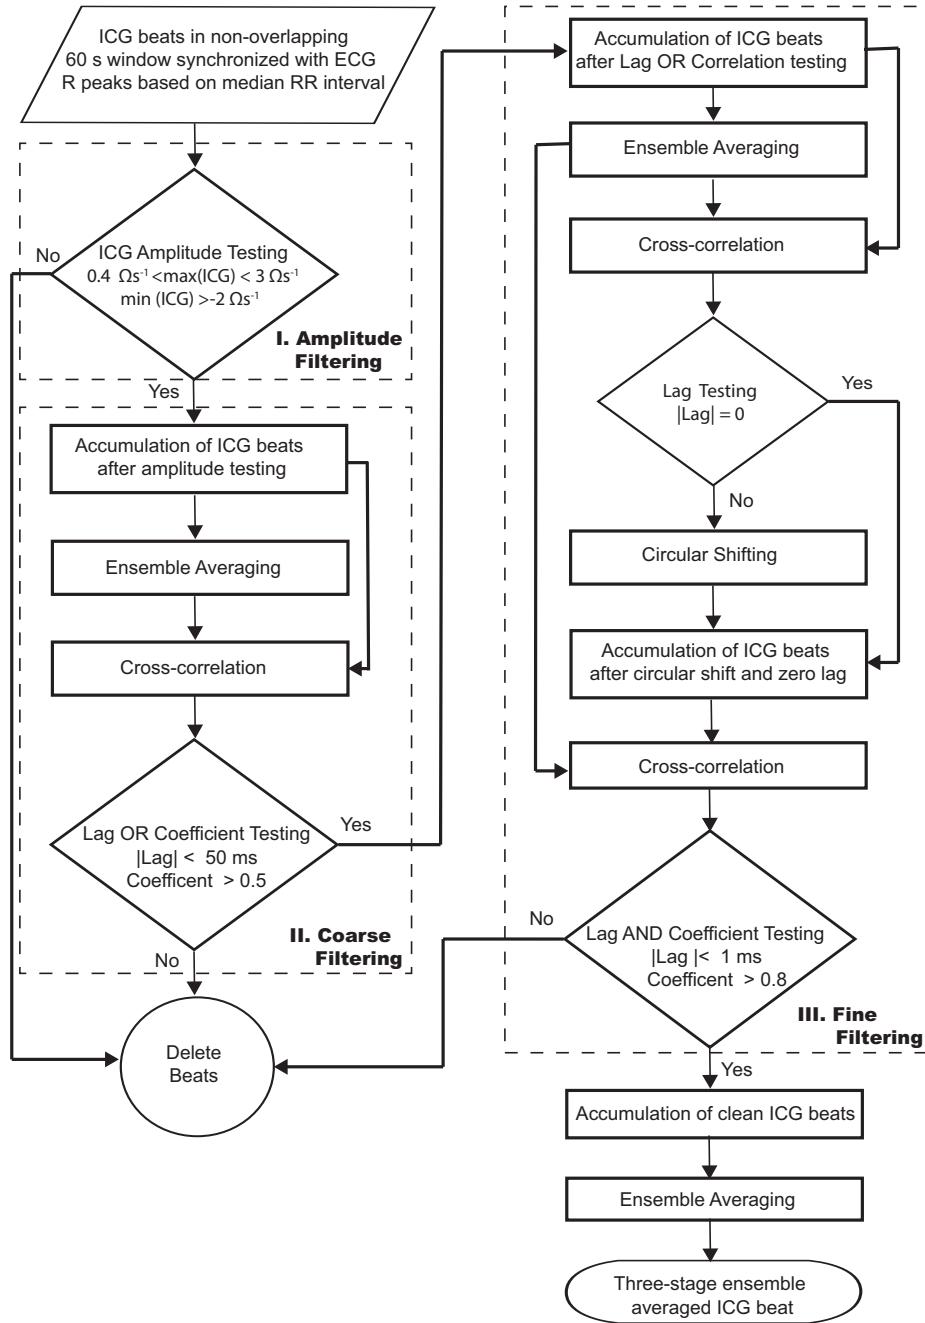 ICG beats in non-overlapping
60 s window synchronized with ECG
R peaks based on median RR interval
No
ICG Amplitude Testing
0.4 Ωs⁻¹ <max(ICG) < 3 Ωs⁻¹
min (ICG) >-2 Ωs⁻¹
I. Amplitude
Filtering
Yes
Accumulation of ICG beats
after amplitude testing
Ensemble Averaging
Cross-correlation
Lag OR Coefficient Testing
|Lag| < 50 ms
Coefficent > 0.5
Yes
II. Coarse
Filtering
No
Delete
Beats
Accumulation of ICG beats
after Lag OR Correlation testing
Ensemble Averaging
Cross-correlation
Lag Testing
|Lag| = 0
Yes
No
Circular Shifting
Accumulation of ICG beats
after circular shift and zero lag
Cross-correlation
No
Lag AND Coefficient Testing
|Lag |< 1 ms
Coefficent > 0.8
III. Fine
Filtering
Yes
Accumulation of clean ICG beats
Ensemble Averaging
Three-stage ensemble
averaged ICG beat